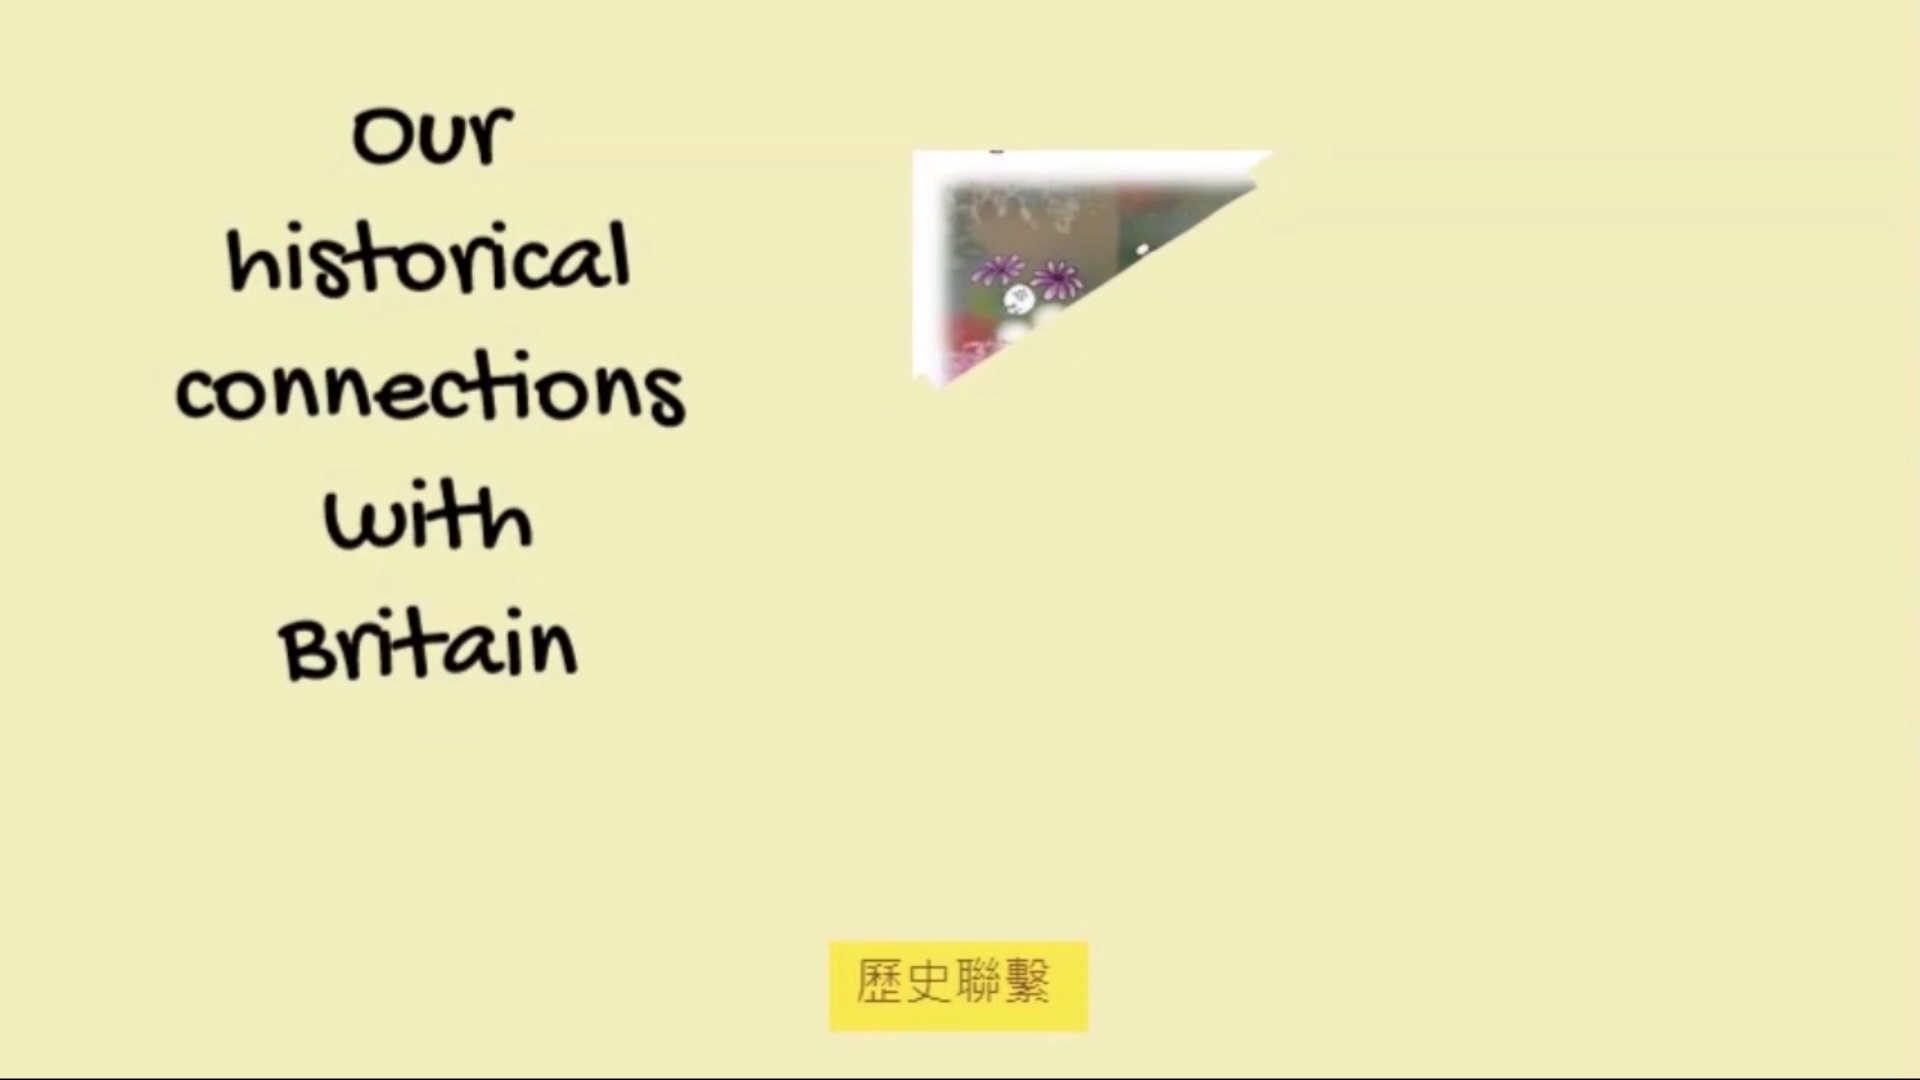 Our
historical
connections
with
Britain
歷史聯繫